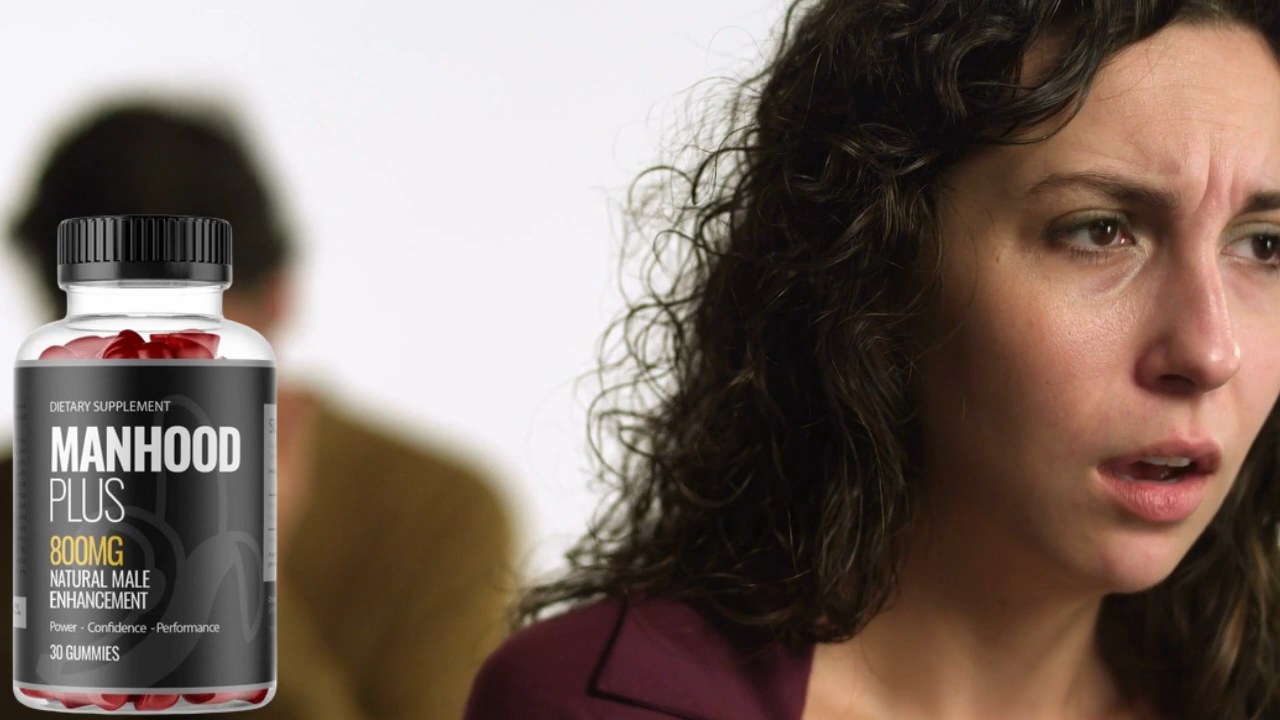 DIETARY SUPPLEMENT
MANHOOD
PLUS
800MG
NATURAL MALE
ENHANCEMENT
Power - Confidence - Performance
30 GUMMIES